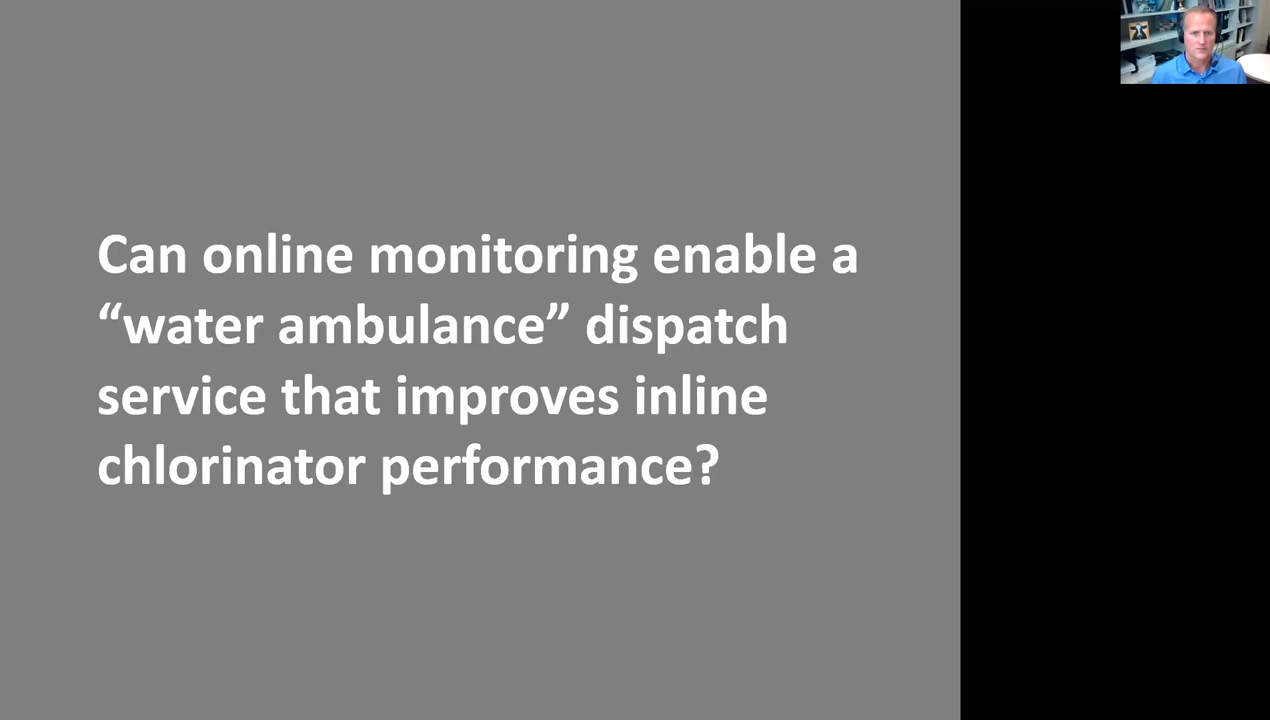 Can online monitoring enable a
“water ambulance” dispatch
service that improves inline
chlorinator performance?